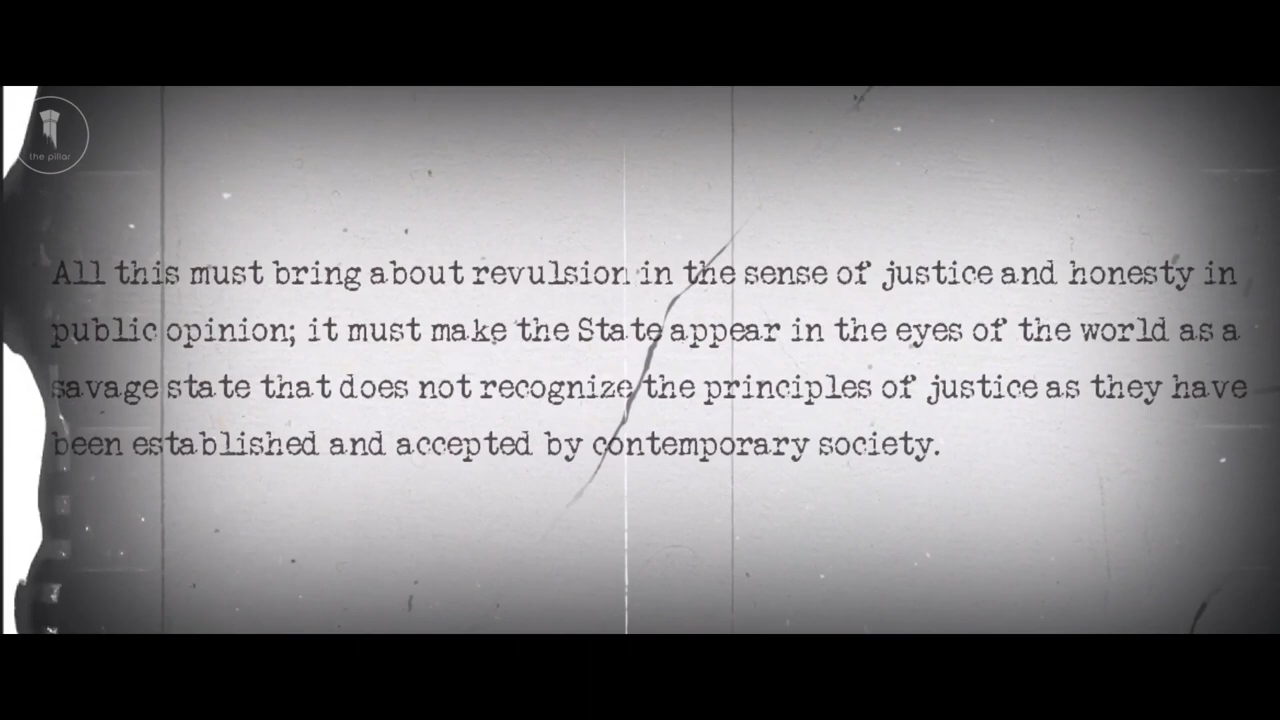 the pillar
All this must bring about revulsion in the sense of justice and honesty in
public opinion; it must make the State appear in the eyes of the world as a
savage state that does not recognize the principles of justice as they have
been established and accepted by contemporary society.